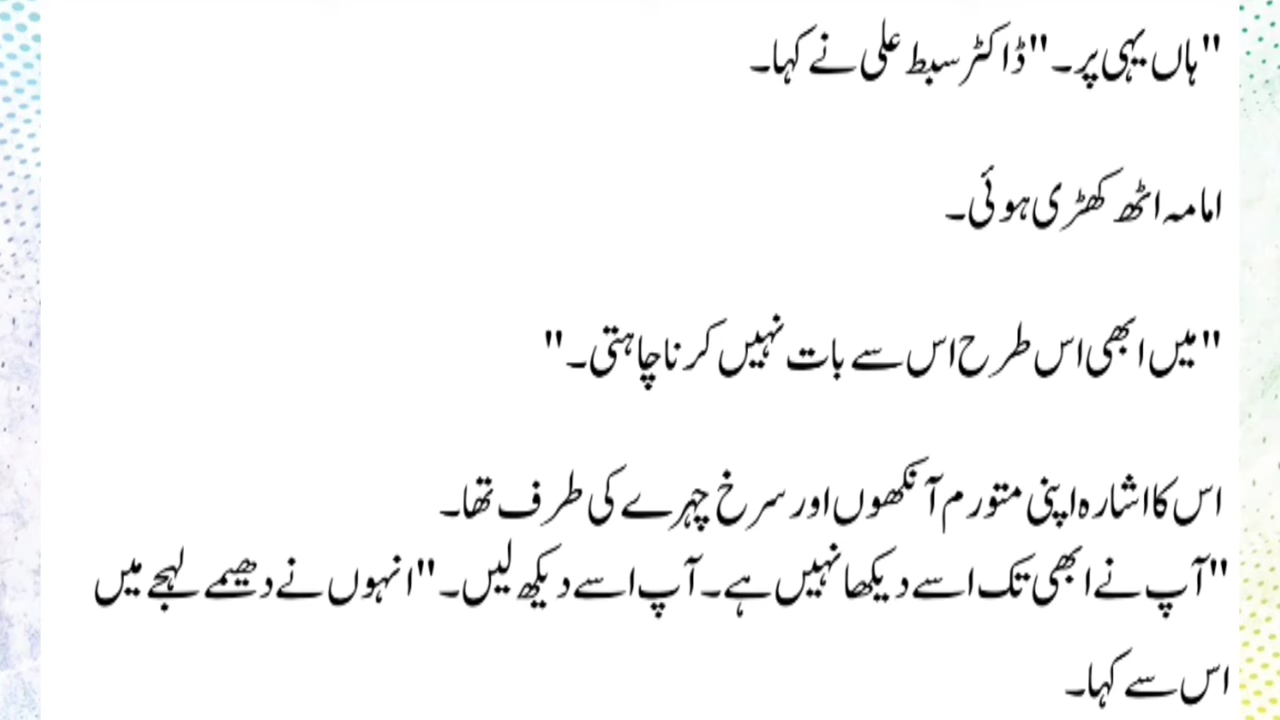 "ہاں یہی پر۔"ڈاکٹر سبط علی نے کہا۔
امامہ اٹھ کھڑی ہوئی۔
"میں ابھی اس طرح اس سے بات نہیں کرنا چاہتی۔"
اس کا اشارہ اپنی متورم آنکھوں اور سرخ چہرے کی طرف تھا۔
"آپ نے ابھی تک اسے دیکھا نہیں ہے۔ آپ اسے دیکھ لیں۔"انہوں نے دھیمے لہجے میں
اس سے کہا۔